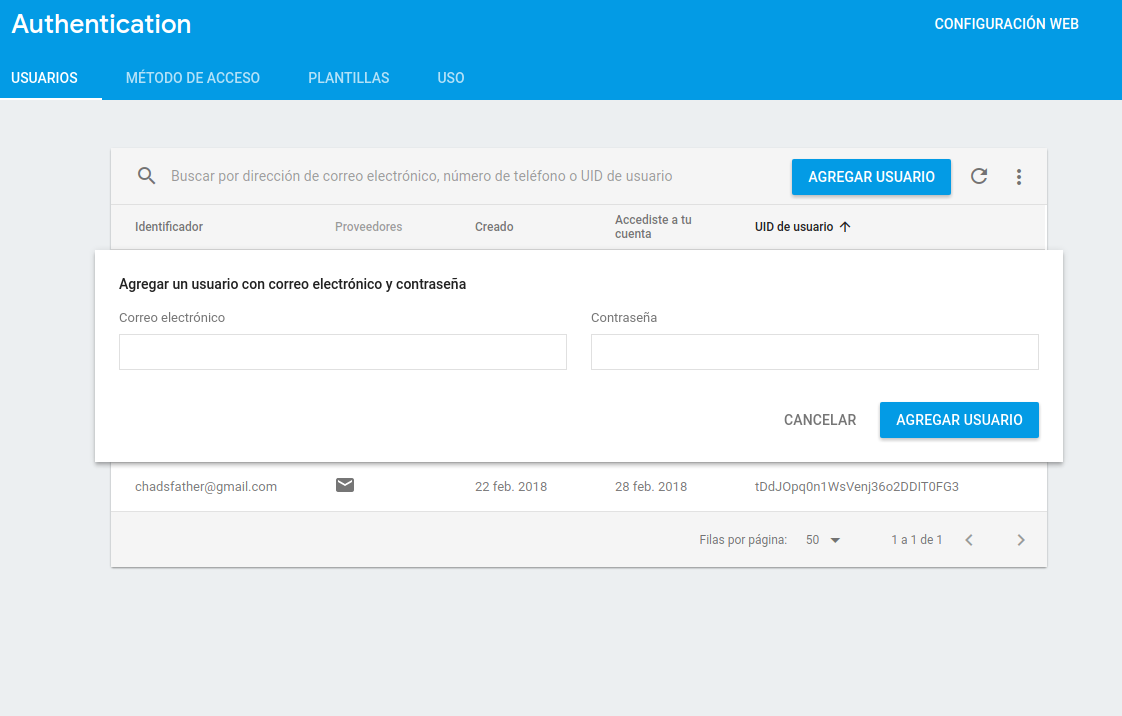 Authentication
CONFIGURACIÓN WEB
USUARIOS MÉTODO DE ACCESO PLANTILLAS USO
Buscar por dirección de correo electrónico, número de teléfono o UID de usuario
AGREGAR USUARIO
Identificador Proveedores Creado Accediste a tu cuenta UID de usuario
Agregar un usuario con correo electrónico y contraseña
Correo electrónico Contraseña
CANCELAR AGREGAR USUARIO
chadsfather@gmail.com 22 feb. 2018 28 feb. 2018 tDdJOpq0n1WsVenj36o2DDIT0FG3
Filas por página: 50 1 a 1 de 1